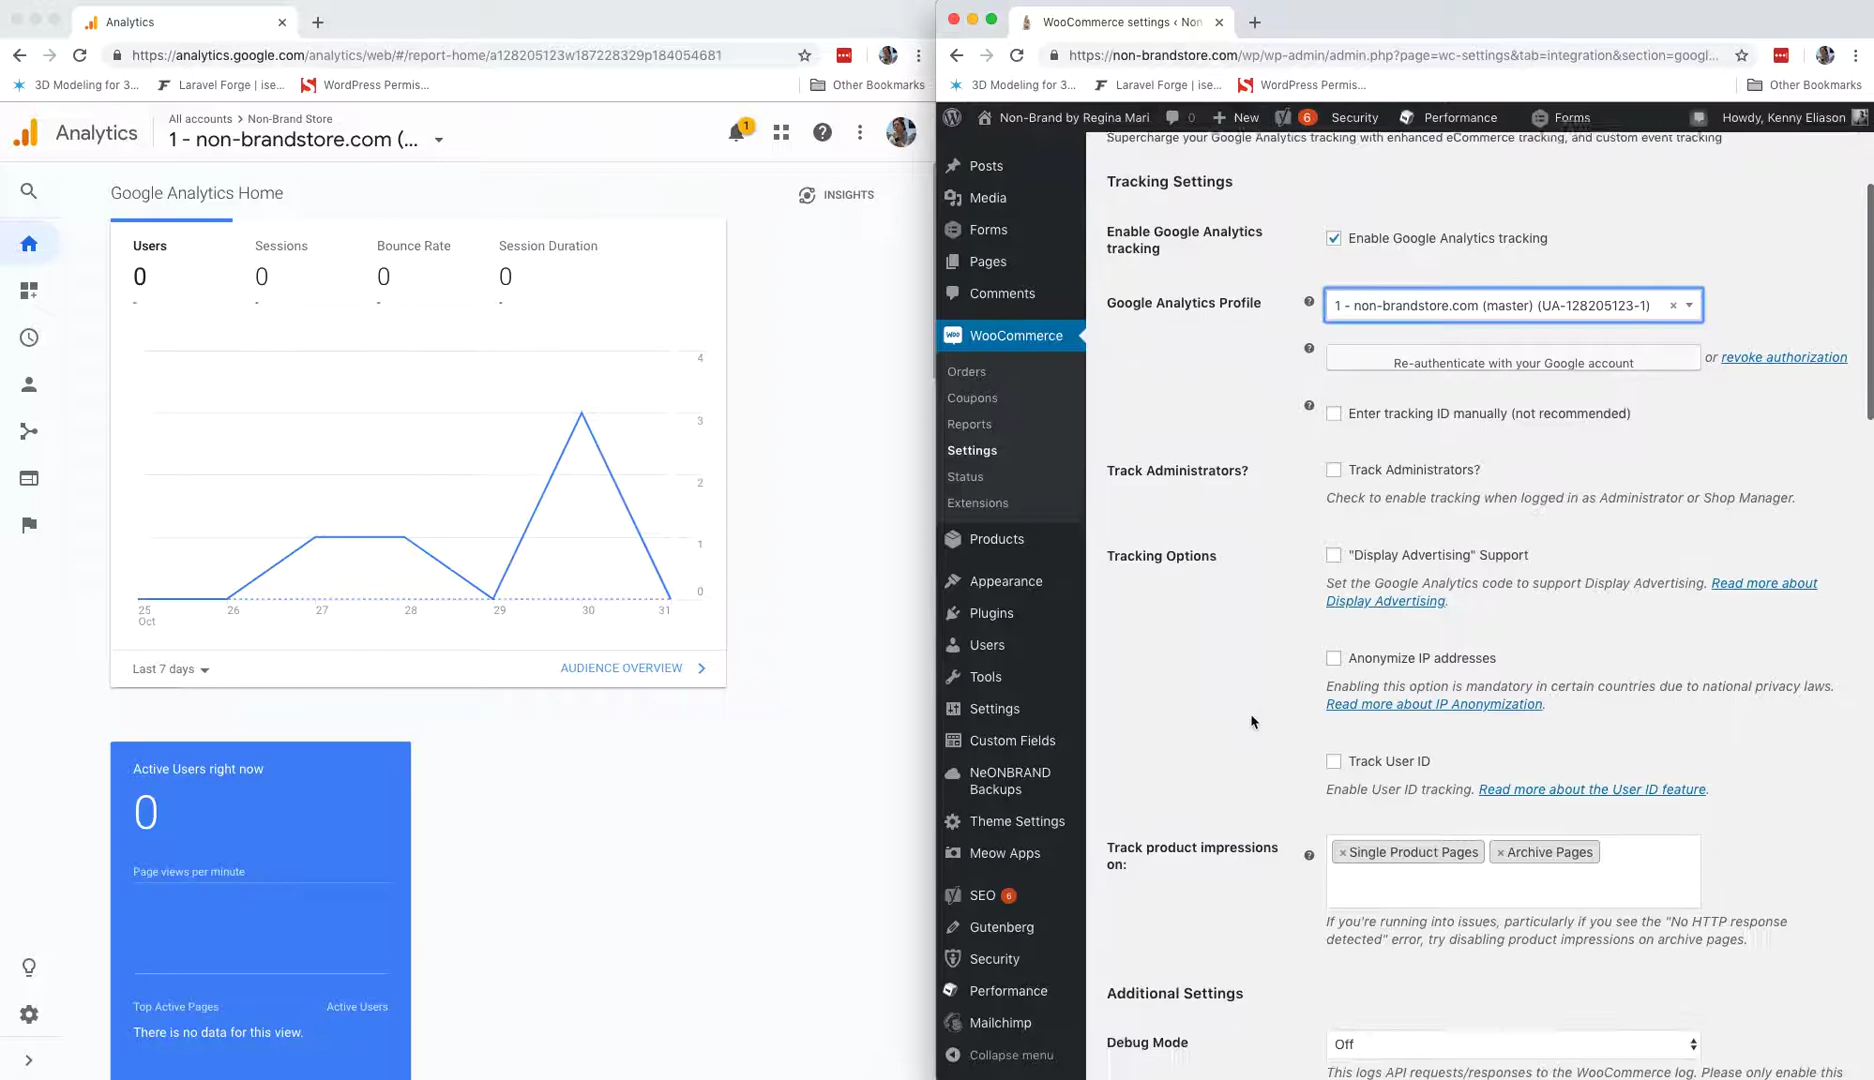 Analytics
https://analytics.google.com/analytics/web/#/report-home/a128205123w187228329p184054681
3D Modeling for 3...
Laravel Forge | ise...
WordPress Permis...
Other Bookmarks
Analytics
All accounts > Non-Brand Store
1 - non-brandstore.com (...
1
Google Analytics Home
INSIGHTS
Users
Sessions
Bounce Rate
Session Duration
0
0
0
0
-
-
-
-
4
3
2
1
0
25
Oct
26
27
28
29
30
31
Last 7 days
AUDIENCE OVERVIEW
Active Users right now
0
Page views per minute
Top Active Pages
Active Users
There is no data for this view.
WooCommerce settings ‹ Non
https://non-brandstore.com/wp/wp-admin/admin.php?page=wc-settings&tab=integration&section=googl...
3D Modeling for 3...
Laravel Forge | ise...
WordPress Permis...
Other Bookmarks
Non-Brand by Regina Mari
0
New
6
Security
Performance
Forms
Howdy, Kenny Eliason
Posts
Media
Forms
Pages
Comments
WooCommerce
Orders
Coupons
Reports
Settings
Status
Extensions
Products
Appearance
Plugins
Users
Tools
Settings
Custom Fields
NeONBRAND
Backups
Theme Settings
Meow Apps
SEO 6
Gutenberg
Security
Performance
Mailchimp
Collapse menu
Supercharge your Google Analytics tracking with enhanced eCommerce tracking, and custom event tracking
Tracking Settings
Enable Google Analytics
tracking
Enable Google Analytics tracking
Google Analytics Profile
1 - non-brandstore.com (master) (UA-128205123-1)
×
Re-authenticate with your Google account
or revoke authorization
Enter tracking ID manually (not recommended)
Track Administrators?
Track Administrators?
Check to enable tracking when logged in as Administrator or Shop Manager.
Tracking Options
"Display Advertising" Support
Set the Google Analytics code to support Display Advertising. Read more about
Display Advertising.
Anonymize IP addresses
Enabling this option is mandatory in certain countries due to national privacy laws.
Read more about IP Anonymization.
Track User ID
Enable User ID tracking. Read more about the User ID feature.
Track product impressions
on:
×Single Product Pages
×Archive Pages
If you're running into issues, particularly if you see the "No HTTP response
detected" error, try disabling product impressions on archive pages.
Additional Settings
Debug Mode
Off
This logs API requests/responses to the WooCommerce log. Please only enable this